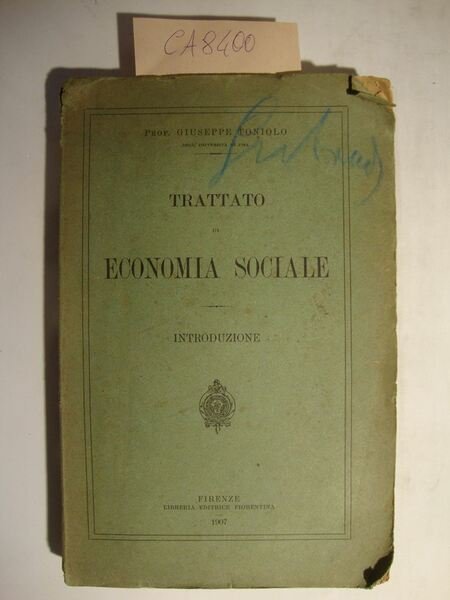 CA8400
Prof. GIUSEPPE TONIOLO
DELL'UNIVERSITÀ DI PISA
TRATTATO
DI
ECONOMIA SOCIALE
INTRODUZIONE
FIRENZE
LIBRERIA EDITRICE FIORENTINA
1907